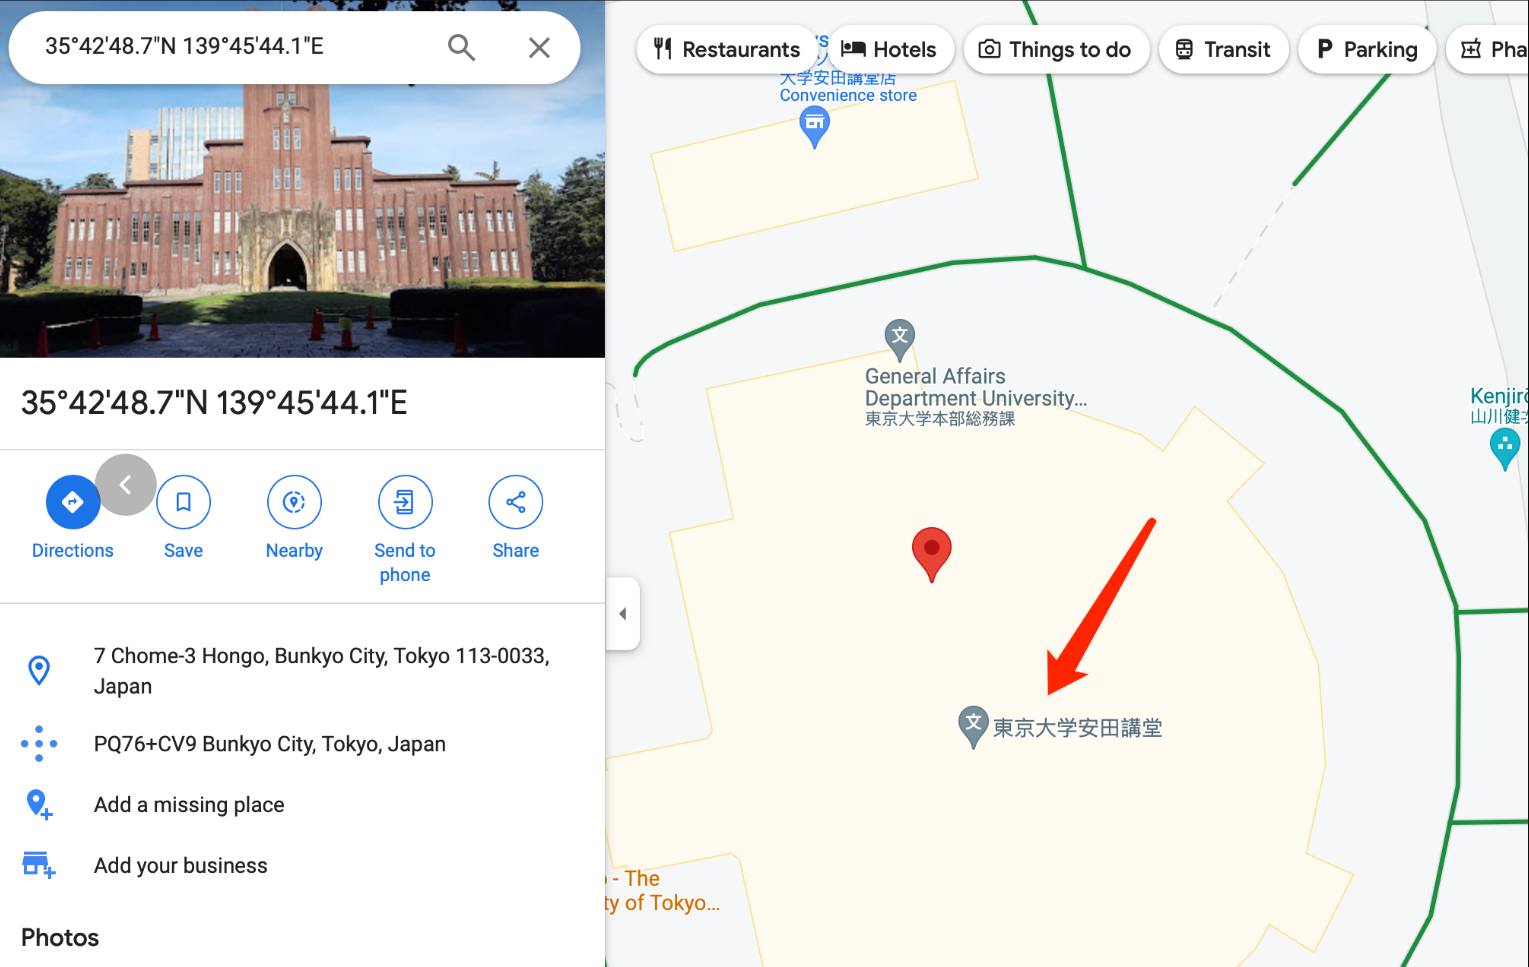 35°42'48.7"N 139°45'44.1"E
35°42'48.7"N 139°45'44.1"E
Directions
Save
Nearby
Send to
phone
Share
7 Chome-3 Hongo, Bunkyo City, Tokyo 113-0033,
Japan
PQ76+CV9 Bunkyo City, Tokyo, Japan
Add a missing place
Add your business
Photos
Restaurants
Hotels
Things to do
Transit
Parking
Pha
大学安田講堂店
Convenience store
文
General Affairs
Department University...
東京大学本部総務課
Kenjirō
山川健次
文
東京大学安田講堂
- The
ty of Tokyo...